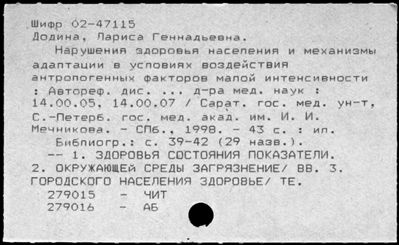 Шифр 02-47115
Додина, Лариса Геннадьевна.
Нарушения здоровья населения и механизмы
адаптации в условиях воздействия
антропогенных факторов малой интенсивности
: Автореф. дис. ... д-ра мед. наук :
14.00.05, 14.00.07 / Сарат. гос. мед. ун-т,
С.-Петерб. гос. мед. акад. им. И. И.
Мечникова. - СПб., 1998. - 43 с. : ил.
Библиогр.: с. 39-42 (29 назв.).
-- 1. ЗДОРОВЬЯ СОСТОЯНИЯ ПОКАЗАТЕЛИ.
2. ОКРУЖАЮЩЕЙ СРЕДЫ ЗАГРЯЗНЕНИЕ/ ВВ. 3.
ГОРОДСКОГО НАСЕЛЕНИЯ ЗДОРОВЬЕ/ ТЕ.
279015 - ЧИТ
279016 - АБ